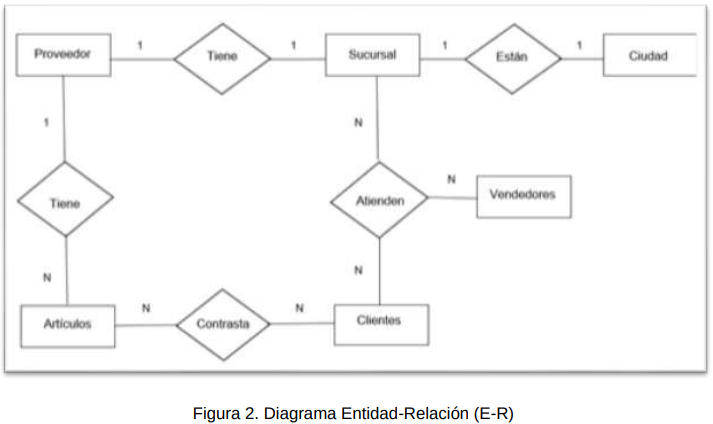 Proveedor 1 Tiene 1 Sucursal 1 Están 1 Ciudad
1 N
Tiene Atienden N Vendedores
N N
Artículos N Contrasta N Clientes
Figura 2. Diagrama Entidad-Relación (E-R)